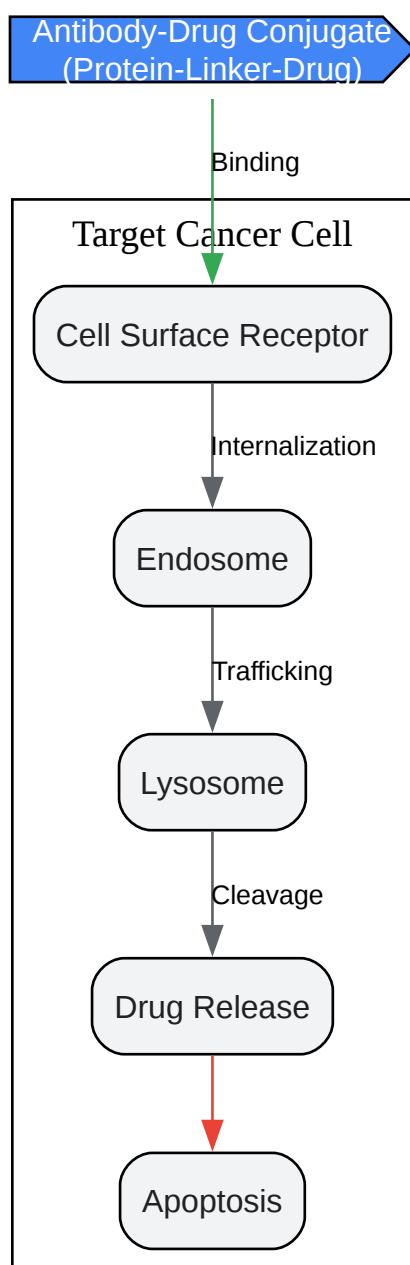 Antibody-Drug Conjugate
(Protein-Linker-Drug)
Binding
Target Cancer Cell
Cell Surface Receptor
Internalization
Endosome
Trafficking
Lysosome
Cleavage
Drug Release
Apoptosis